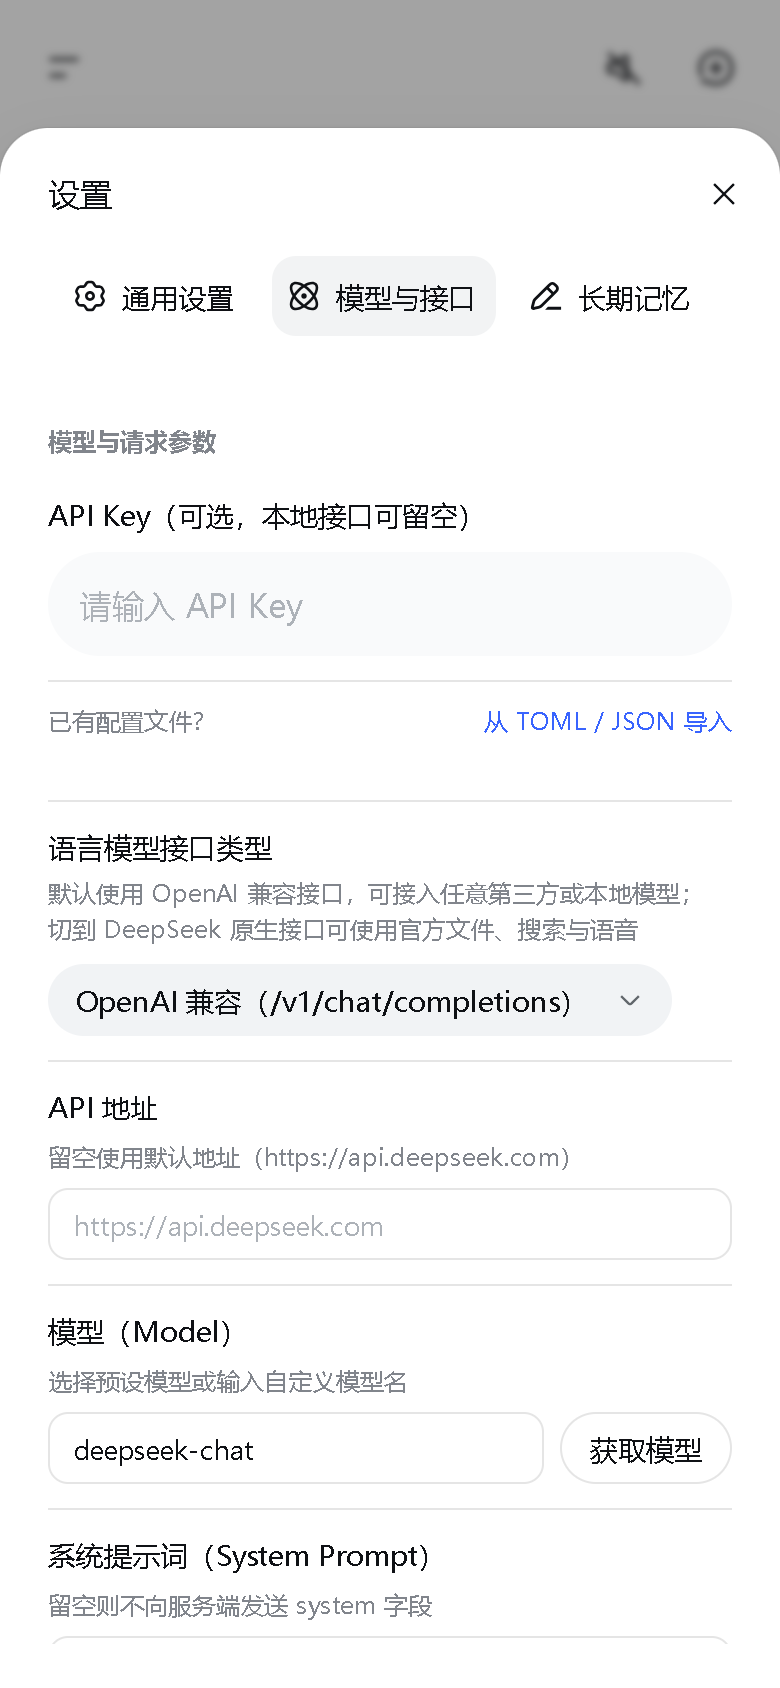 设置
通用设置
模型与接口
长期记忆
模型与请求参数
API Key（可选，本地接口可留空）
请输入 API Key
已有配置文件？
从 TOML / JSON 导入
语言模型接口类型
默认使用 OpenAI 兼容接口，可接入任意第三方或本地模型；
切到 DeepSeek 原生接口可使用官方文件、搜索与语音
OpenAI 兼容（/v1/chat/completions）
API 地址
留空使用默认地址（https://api.deepseek.com）
https://api.deepseek.com
模型（Model）
选择预设模型或输入自定义模型名
deepseek-chat
获取模型
系统提示词（System Prompt）
留空则不向服务端发送 system 字段